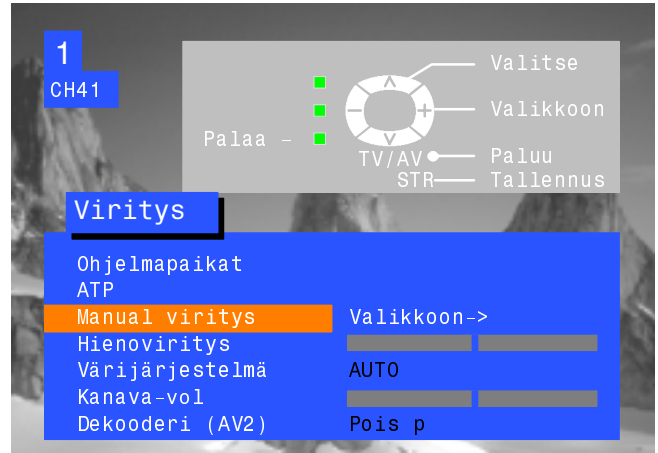 1
CH41
Valitse
Valikkoon
Palaa -
TV/AV Paluu
STR Tallennus
Viritys
Ohjelmapaikat
ATP
Manual viritys Valikkoon->
Hienoviritys
Värijärjestelmä AUTO
Kanava-vol
Dekooderi (AV2) Pois p